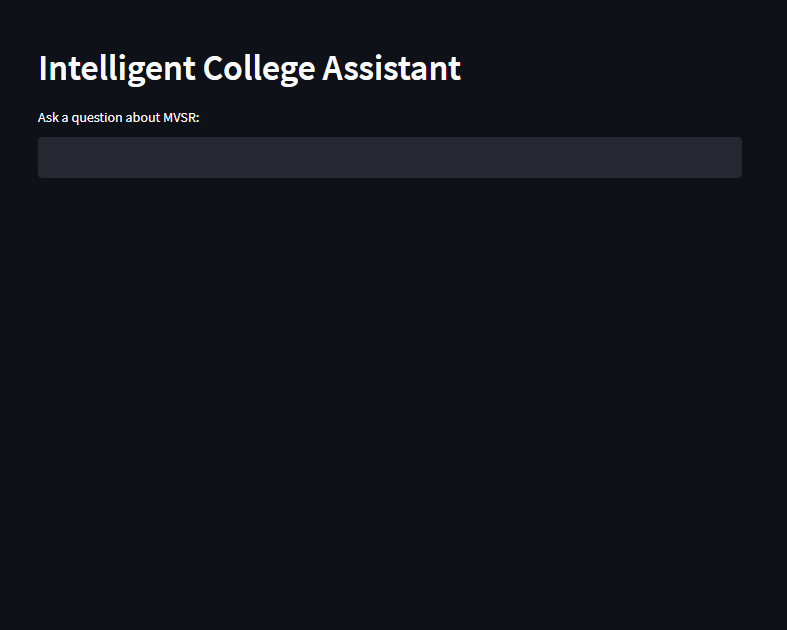 Intelligent College Assistant
Ask a question about MVSR: